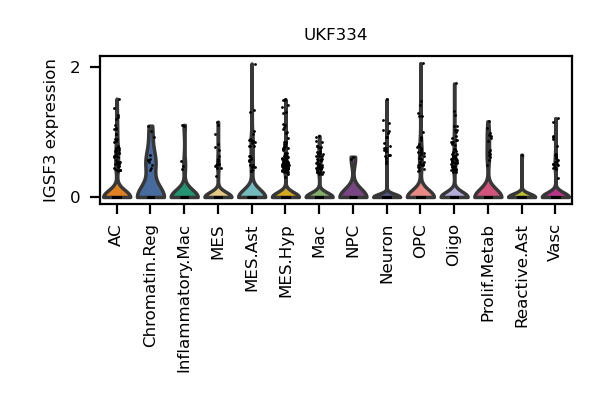 UKF334
IGSF3 expression
2
0
AC
Chromatin.Reg
Inflammatory.Mac
MES
MES.Ast
MES.Hyp
Mac
NPC
Neuron
OPC
Oligo
Prolif.Metab
Reactive.Ast
Vasc